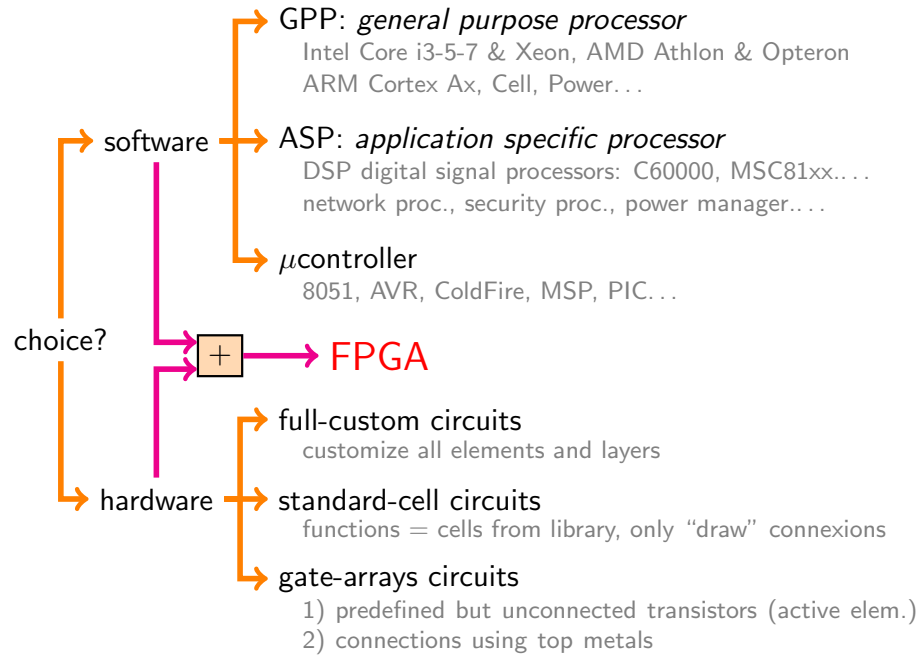 GPP: general purpose processor
Intel Core i3-5-7 & Xeon, AMD Athlon & Opteron
ARM Cortex Ax, Cell, Power...
software
ASP: application specific processor
DSP digital signal processors: C60000, MSC81xx....
network proc., security proc., power manager....
μcontroller
8051, AVR, ColdFire, MSP, PIC...
choice?
+
FPGA
full-custom circuits
customize all elements and layers
hardware
standard-cell circuits
functions = cells from library, only “draw” connexions
gate-arrays circuits
1) predefined but unconnected transistors (active elem.)
2) connections using top metals